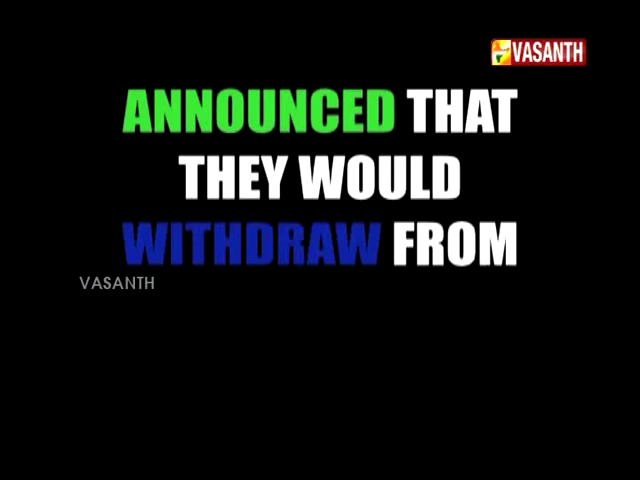 VASANTH
ANNOUNCED THAT
THEY WOULD
WITHDRAW FROM
VASANTH